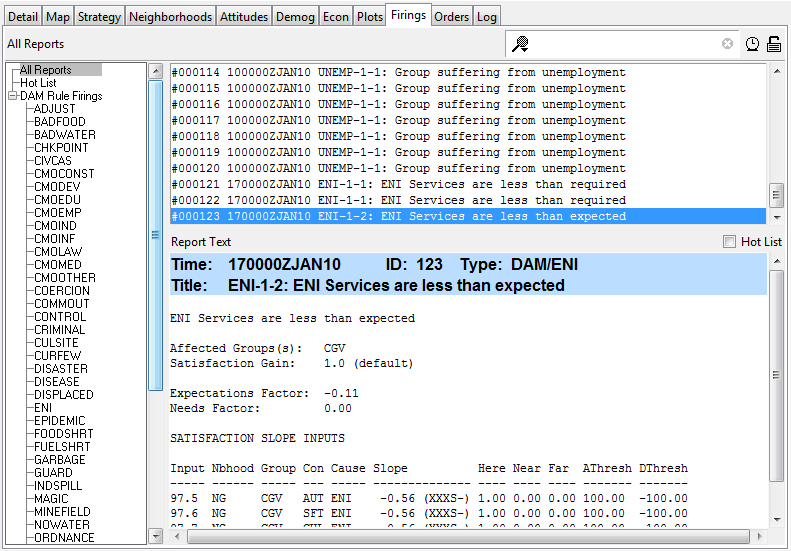 Detail Map Strategy Neighborhoods Attitudes Demog Econ Plots Firings Orders Log
All Reports
All Reports
Hot List
DAM Rule Firings
ADJUST
BADFOOD
BADWATER
CHKPOINT
CIVCAS
CMOCONST
CMODEV
CMOEDU
CMOEMP
CMOIND
CMOINF
CMOLAW
CMOMED
CMOOTHER
COERCION
COMMOUT
CONTROL
CRIMINAL
CULSITE
CURFEW
DISASTER
DISEASE
DISPLACED
ENI
EPIDEMIC
FOODSHRT
FUELSHRT
GARBAGE
GUARD
INDSPILL
MAGIC
MINEFIELD
NOWATER
ORDNANCE
#000114 100000ZJAN10 UNEMP-1-1: Group suffering from unemployment
#000115 100000ZJAN10 UNEMP-1-1: Group suffering from unemployment
#000116 100000ZJAN10 UNEMP-1-1: Group suffering from unemployment
#000117 100000ZJAN10 UNEMP-1-1: Group suffering from unemployment
#000118 100000ZJAN10 UNEMP-1-1: Group suffering from unemployment
#000119 100000ZJAN10 UNEMP-1-1: Group suffering from unemployment
#000120 100000ZJAN10 UNEMP-1-1: Group suffering from unemployment
#000121 170000ZJAN10 ENI-1-1: ENI Services are less than required
#000122 170000ZJAN10 ENI-1-1: ENI Services are less than required
#000123 170000ZJAN10 ENI-1-2: ENI Services are less than expected
Report Text Hot List
Time: 170000ZJAN10 ID: 123 Type: DAM/ENI
Title: ENI-1-2: ENI Services are less than expected
ENI Services are less than expected
Affected Groups(s): CGV
Satisfaction Gain: 1.0 (default)
Expectations Factor: -0.11
Needs Factor: 0.00
SATISFACTION SLOPE INPUTS
Input Nbhood Group Con Cause Slope Here Near Far AThresh DThresh
----- ------ ----- --- ----- ---------------- ---- ---- ---- ------- -------
97.5 NG CGV AUT ENI -0.56 (XXXS-) 1.00 0.00 0.00 100.00 -100.00
97.6 NG CGV SFT ENI -0.56 (XXXS-) 1.00 0.00 0.00 100.00 -100.00